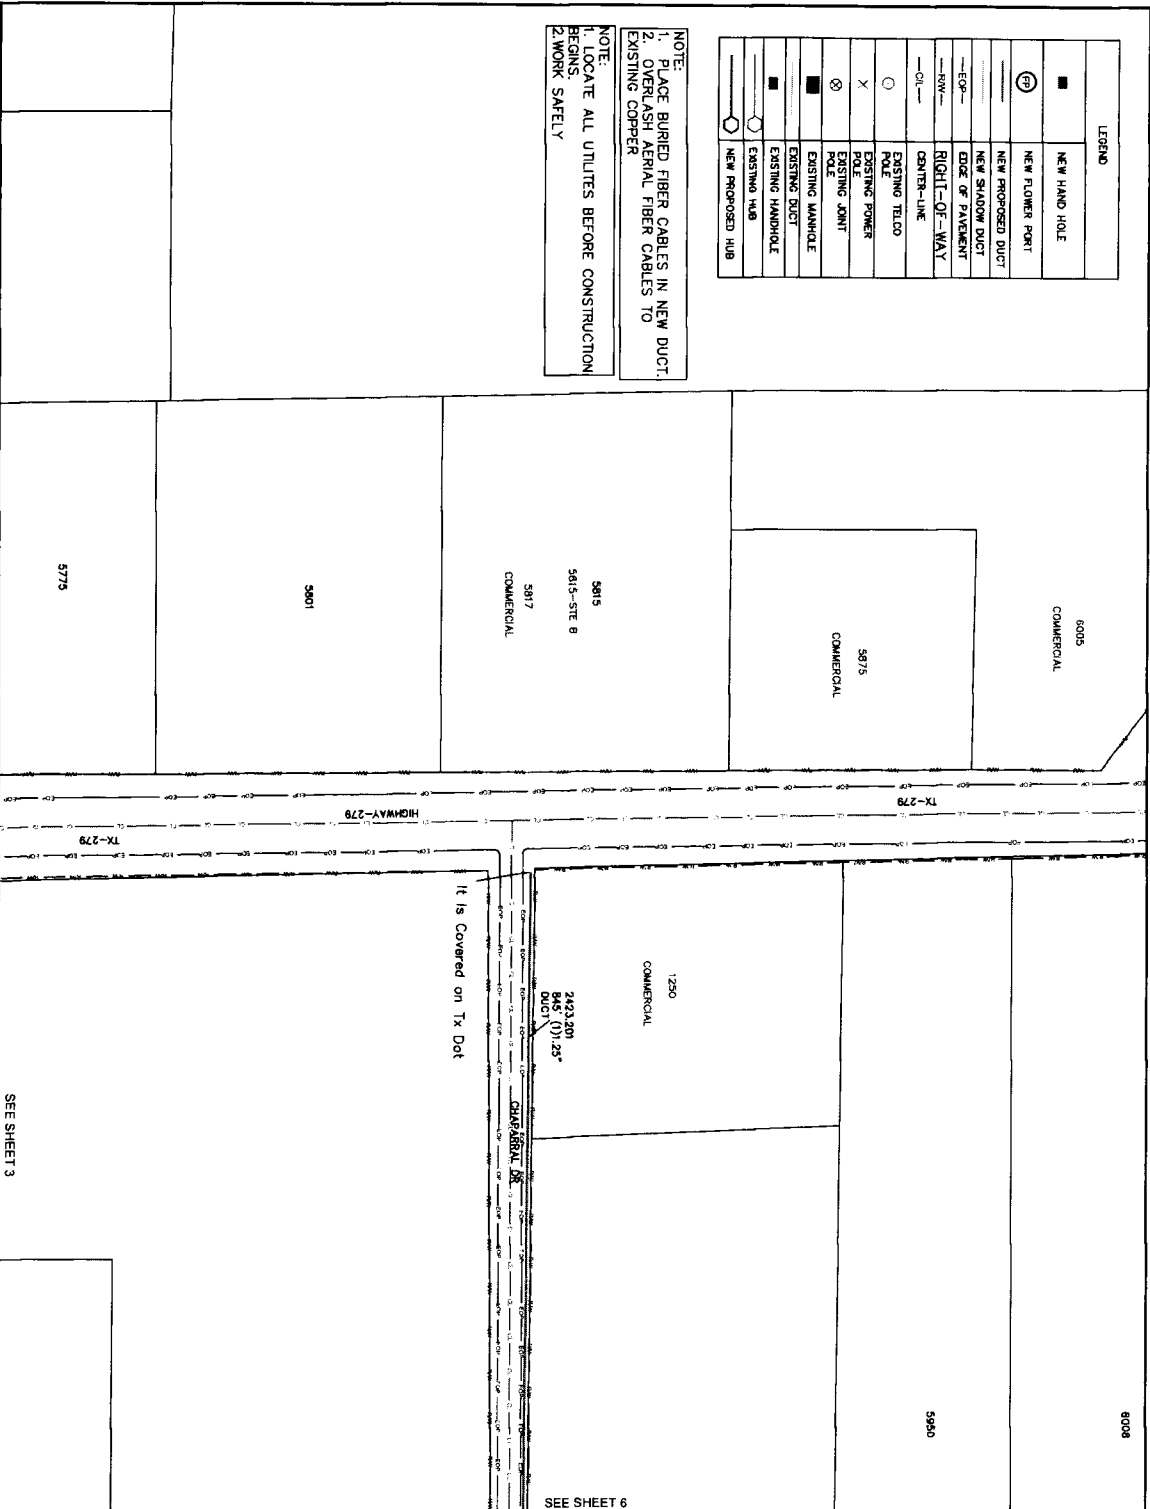 LEGEND
NEW HAND HOLE
FP
NEW FLOWER PORT
NEW PROPOSED DUCT
NEW SHADOW DUCT
EOP
EDGE OF PAVEMENT
R/W
RIGHT-OF-WAY
C/L
CENTER-LINE
EXISTING TELCO
POLE
EXISTING POWER
POLE
EXISTING JOINT
POLE
EXISTING MANHOLE
EXISTING DUCT
EXISTING HANDHOLE
EXISTING HUB
NEW PROPOSED HUB
NOTE:
1. PLACE BURIED FIBER CABLES IN NEW DUCT.
2. OVERLASH AERIAL FIBER CABLES TO
EXISTING COPPER
NOTE:
1. LOCATE ALL UTILITES BEFORE CONSTRUCTION
BEGINS.
2.WORK SAFELY
6005
COMMERCIAL
5875
COMMERCIAL
5815
5615-STE B
5817
COMMERCIAL
5801
5775
TX-279
HIGHWAY-279
TX-279
1250
COMMERCIAL
2423.201
845' (1)1.25"
DUCT
It is Covered on Tx Dot
CHAPARRAL DR
5950
6008
SEE SHEET 3
SEE SHEET 6